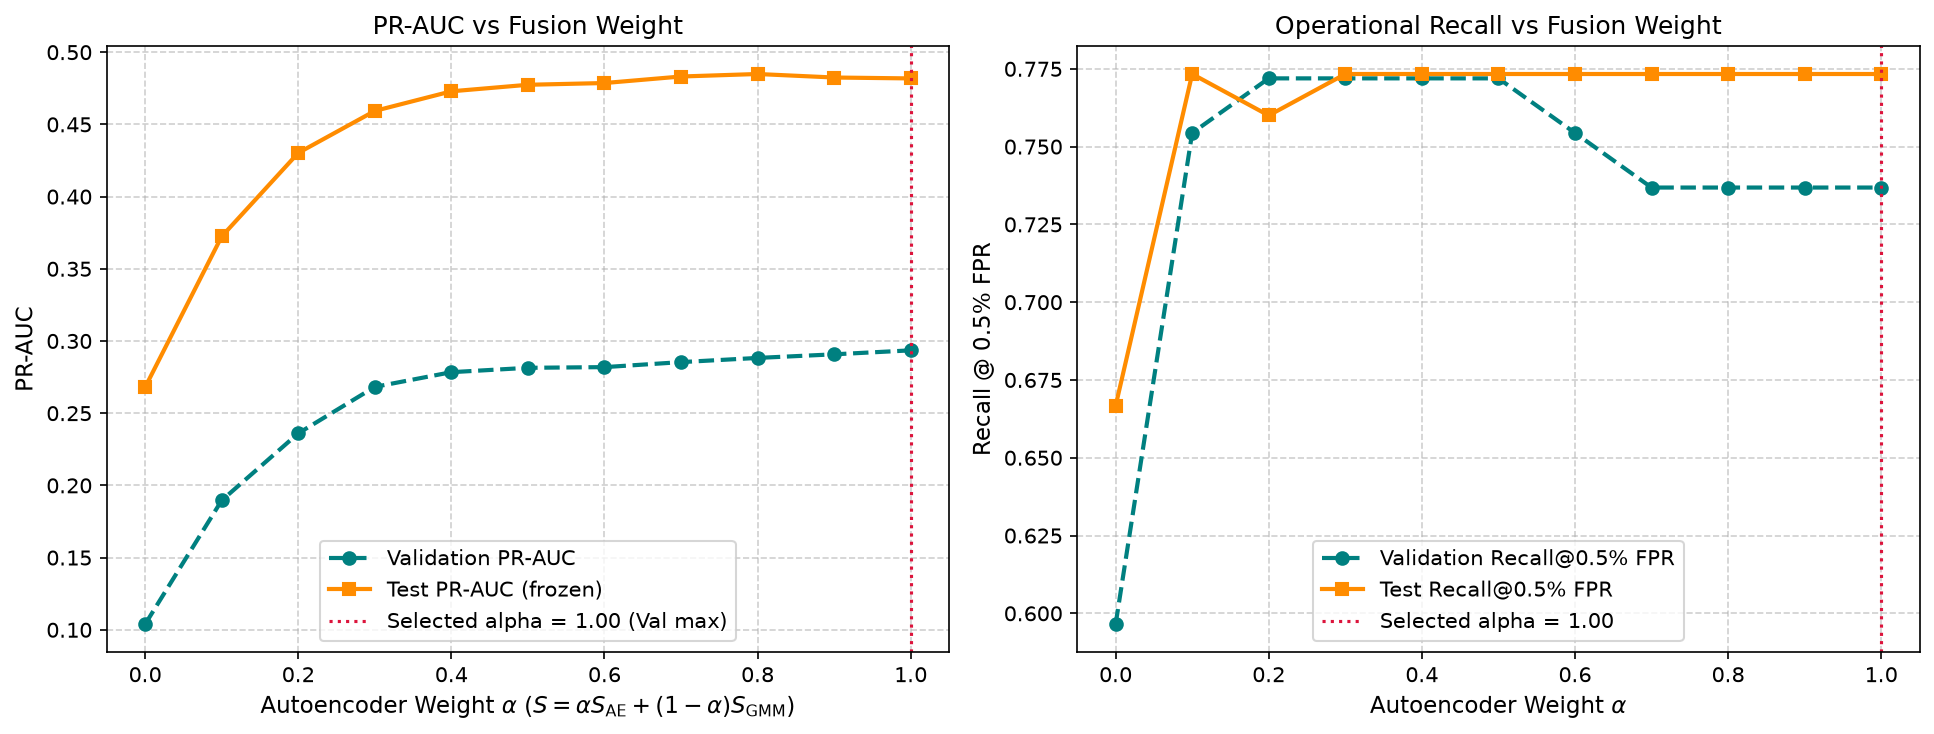 PR-AUC vs Fusion Weight
PR-AUC
0.50
0.45
0.40
0.35
0.30
0.25
0.20
0.15
0.10
Validation PR-AUC
Test PR-AUC (frozen)
Selected alpha = 1.00 (Val max)
0.0 0.2 0.4 0.6 0.8 1.0
Autoencoder Weight α (S = αS_AE + (1 − α)S_GMM)
Operational Recall vs Fusion Weight
Recall @ 0.5% FPR
0.775
0.750
0.725
0.700
0.675
0.650
0.625
0.600
Validation Recall@0.5% FPR
Test Recall@0.5% FPR
Selected alpha = 1.00
0.0 0.2 0.4 0.6 0.8 1.0
Autoencoder Weight α